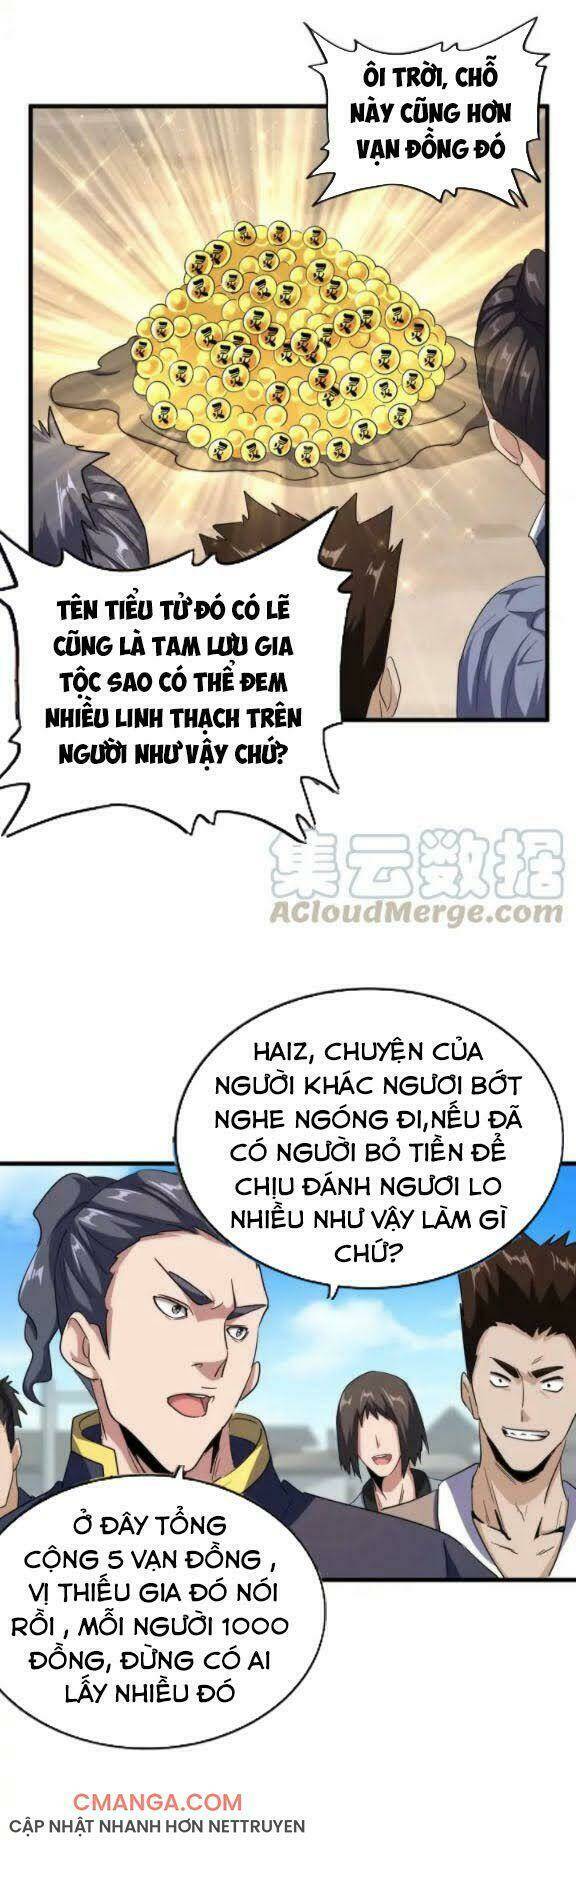 ÔI TRỜI, CHỖ
NÀY CŨNG HƠN
VẠN ĐỒNG ĐÓ
TÊN TIỂU TỬ ĐÓ CÓ LẼ
CŨNG LÀ TAM LƯU GIA
TỘC SAO CÓ THỂ ĐEM
NHIỀU LINH THẠCH TRÊN
NGƯỜI NHƯ VẬY CHỨ?
集云数据
ACloudMerge.com
HAIZ, CHUYỆN CỦA
NGƯỜI KHÁC NGƯƠI BỚT
NGHE NGÓNG ĐI,NẾU ĐÃ
CÓ NGƯỜI BỎ TIỀN ĐỂ
CHỊU ĐÁNH NGƯƠI LO
NHIỀU NHƯ VẬY LÀM GÌ
CHỨ?
Ở ĐÂY TỔNG
CỘNG 5 VẠN ĐỒNG ,
VỊ THIẾU GIA ĐÓ NÓI
RỒI , MỖI NGƯỜI 1000
ĐỒNG, ĐỪNG CÓ AI
LẤY NHIỀU ĐÓ
CMANGA.COM
CẬP NHẬT NHANH HƠN NETTRUYEN